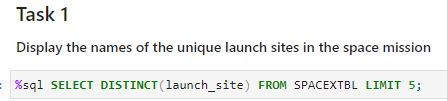 Task 1
Display the names of the unique launch sites in the space mission
: %sql SELECT DISTINCT(launch_site) FROM SPACEXTBL LIMIT 5;